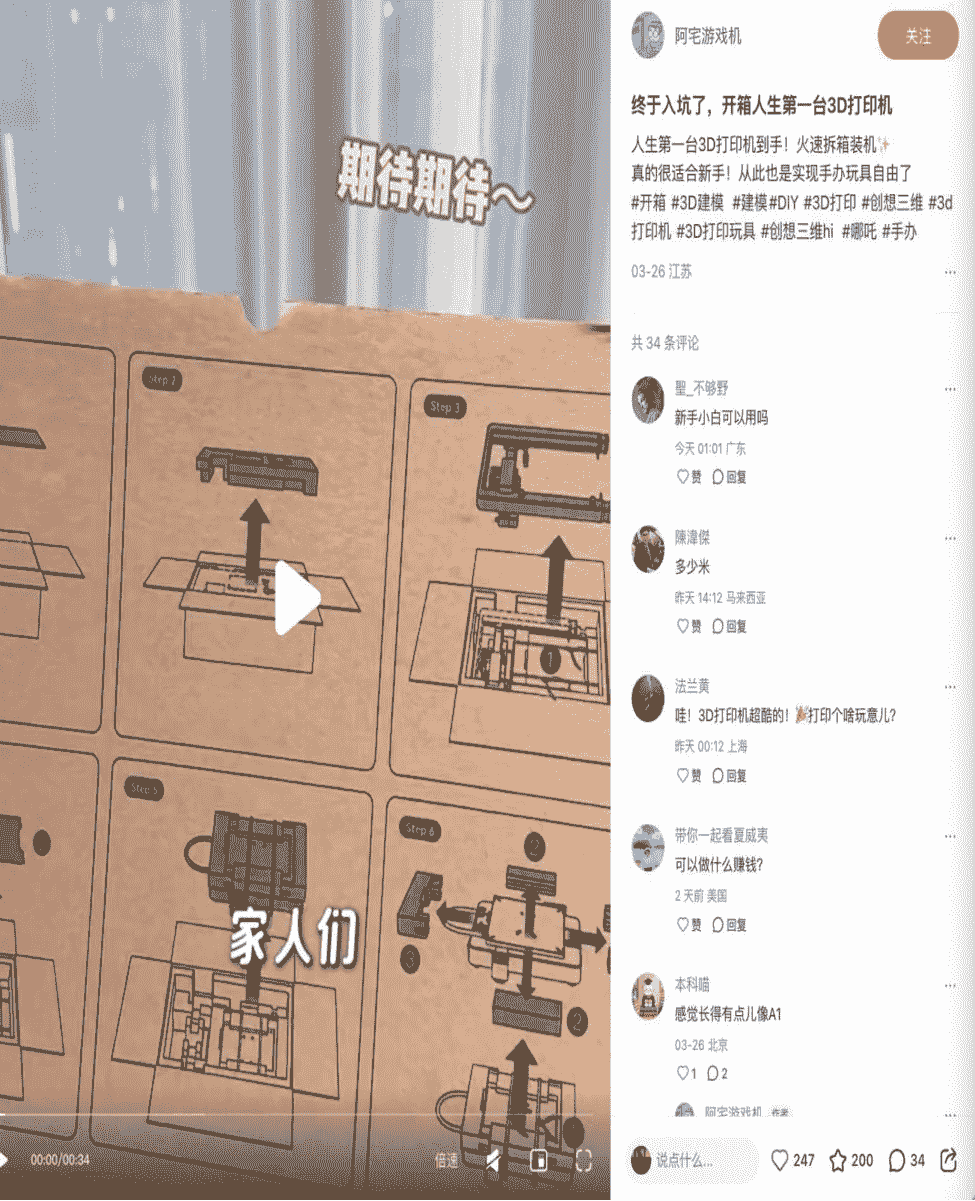 期待期待～
Step 2
Step 3
1
Step 5
Step 6
2
3
2
家人们
00:00/00:34
倍速
阿宅游戏机
关注
终于入坑了，开箱人生第一台3D打印机
人生第一台3D打印机到手！火速拆箱装机✨
真的很适合新手！从此也是实现手办玩具自由了
#开箱 #3D建模 #建模#DIY #3D打印 #创想三维 #3d
打印机 #3D打印玩具 #创想三维hi #哪吒 #手办
03-26 江苏
共 34 条评论
聖_不够野
新手小白可以用吗
今天 01:01 广东
赞 回复
陳湋傑
多少米
昨天 14:12 马来西亚
赞 回复
法兰黄
哇！3D打印机超酷的！🎉打印个啥玩意儿？
昨天 00:12 上海
赞 回复
带你一起看夏威夷
可以做什么赚钱？
2 天前 美国
赞 回复
本科喵
感觉长得有点儿像A1
03-26 北京
1 2
阿宅游戏机 作者
说点什么...
247 200 34